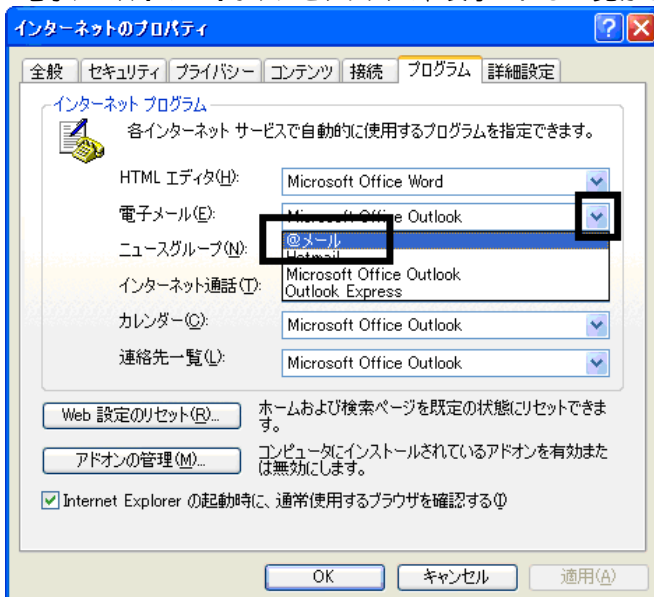 インターネットのプロパティ
全般 セキュリティ プライバシー コンテンツ 接続 プログラム 詳細設定
インターネット プログラム
各インターネット サービスで自動的に使用するプログラムを指定できます。
HTML エディタ(H): Microsoft Office Word
電子メール(E): Microsoft Office Outlook
@メール
ニュースグループ(N): Hotmail
Microsoft Office Outlook
インターネット通話(T): Outlook Express
カレンダー(C): Microsoft Office Outlook
連絡先一覧(L): Microsoft Office Outlook
Web 設定のリセット(R)... ホームおよび検索ページを既定の状態にリセットできま
す。
アドオンの管理(M)... コンピュータにインストールされているアドオンを有効また
は無効にします。
Internet Explorer の起動時に、通常使用するブラウザを確認する(I)
OK キャンセル 適用(A)